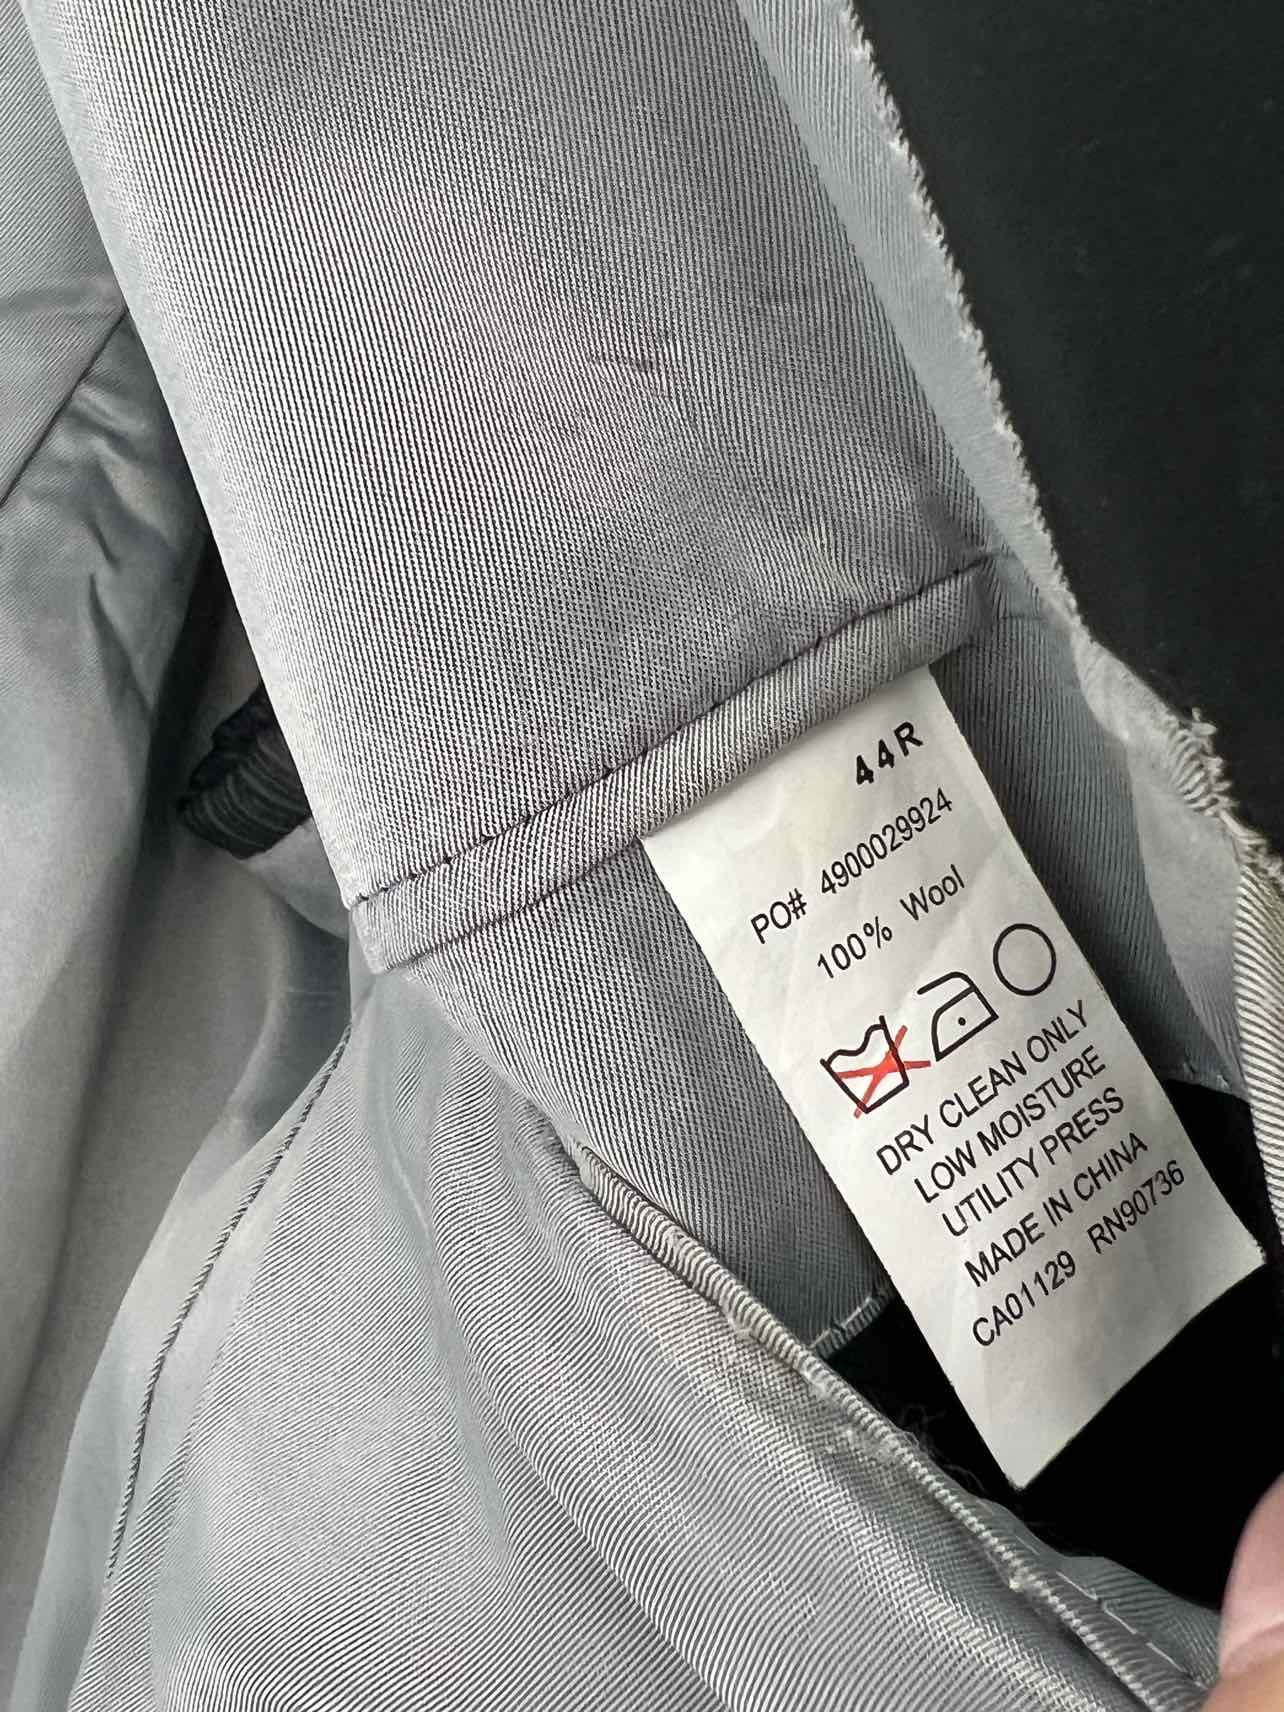 44R
PO# 4900029924
100% Wool
DRY CLEAN ONLY
LOW MOISTURE
UTILITY PRESS
MADE IN CHINA
CA01129 RN90736